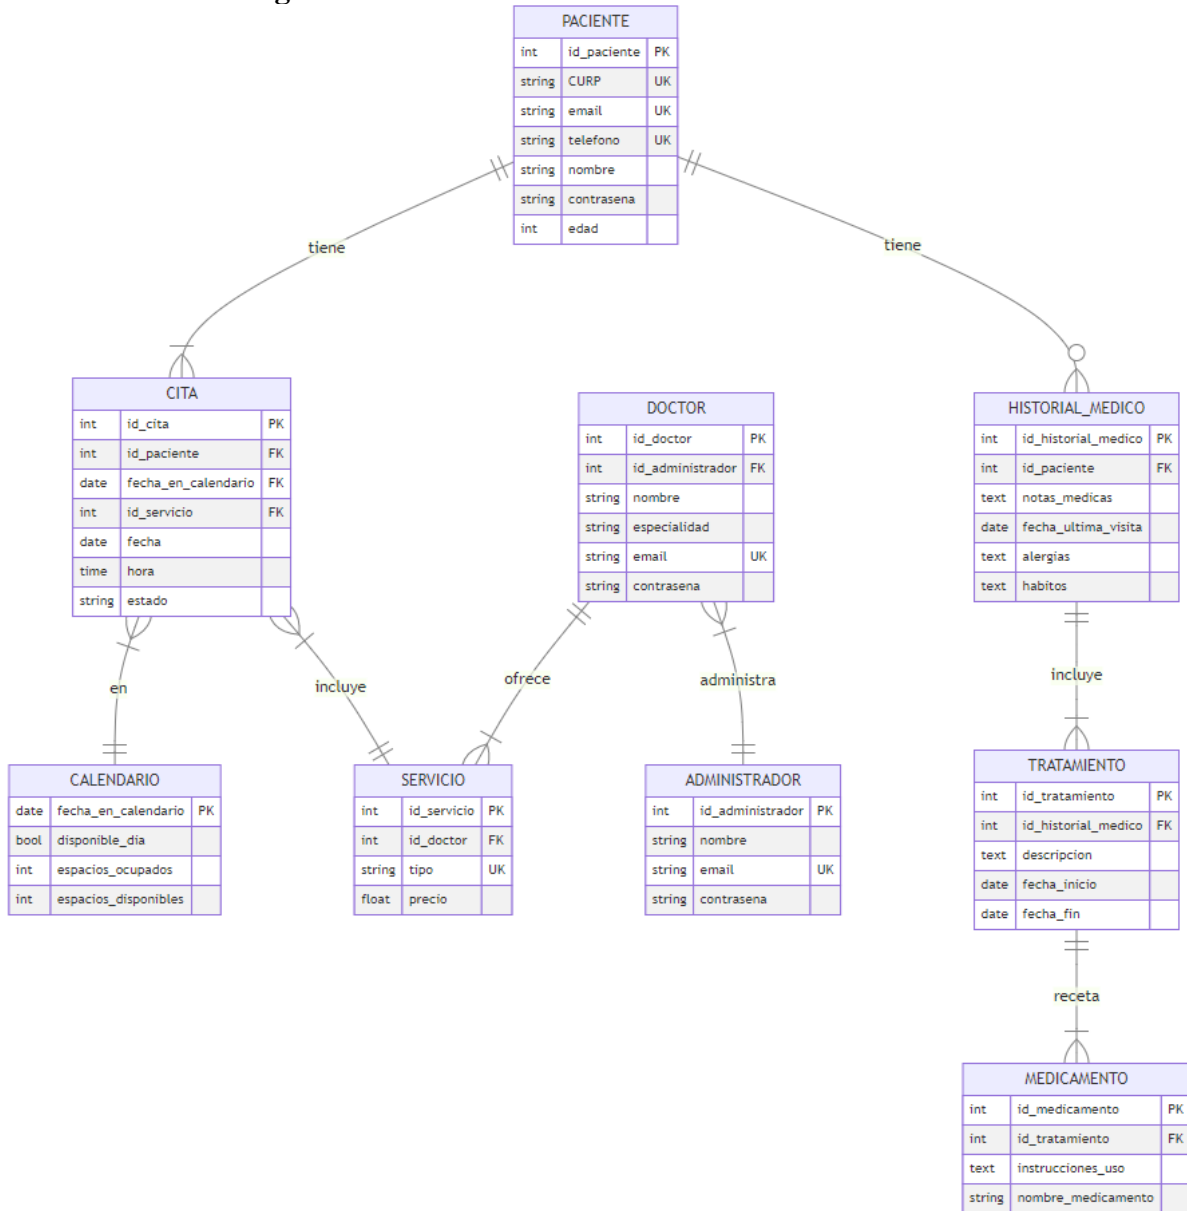 PACIENTE
int id_paciente PK
string CURP UK
string email UK
string telefono UK
string nombre
string contrasena
int edad
tiene
tiene
CITA
int id_cita PK
int id_paciente FK
date fecha_en_calendario FK
int id_servicio FK
date fecha
time hora
string estado
DOCTOR
int id_doctor PK
int id_administrador FK
string nombre
string especialidad
string email UK
string contrasena
HISTORIAL_MEDICO
int id_historial_medico PK
int id_paciente FK
text notas_medicas
date fecha_ultima_visita
text alergias
text habitos
en
incluye
ofrece
administra
incluye
CALENDARIO
date fecha_en_calendario PK
bool disponible_dia
int espacios_ocupados
int espacios_disponibles
SERVICIO
int id_servicio PK
int id_doctor FK
string tipo UK
float precio
ADMINISTRADOR
int id_administrador PK
string nombre
string email UK
string contrasena
TRATAMIENTO
int id_tratamiento PK
int id_historial_medico FK
text descripcion
date fecha_inicio
date fecha_fin
receta
MEDICAMENTO
int id_medicamento PK
int id_tratamiento FK
text instrucciones_uso
string nombre_medicamento